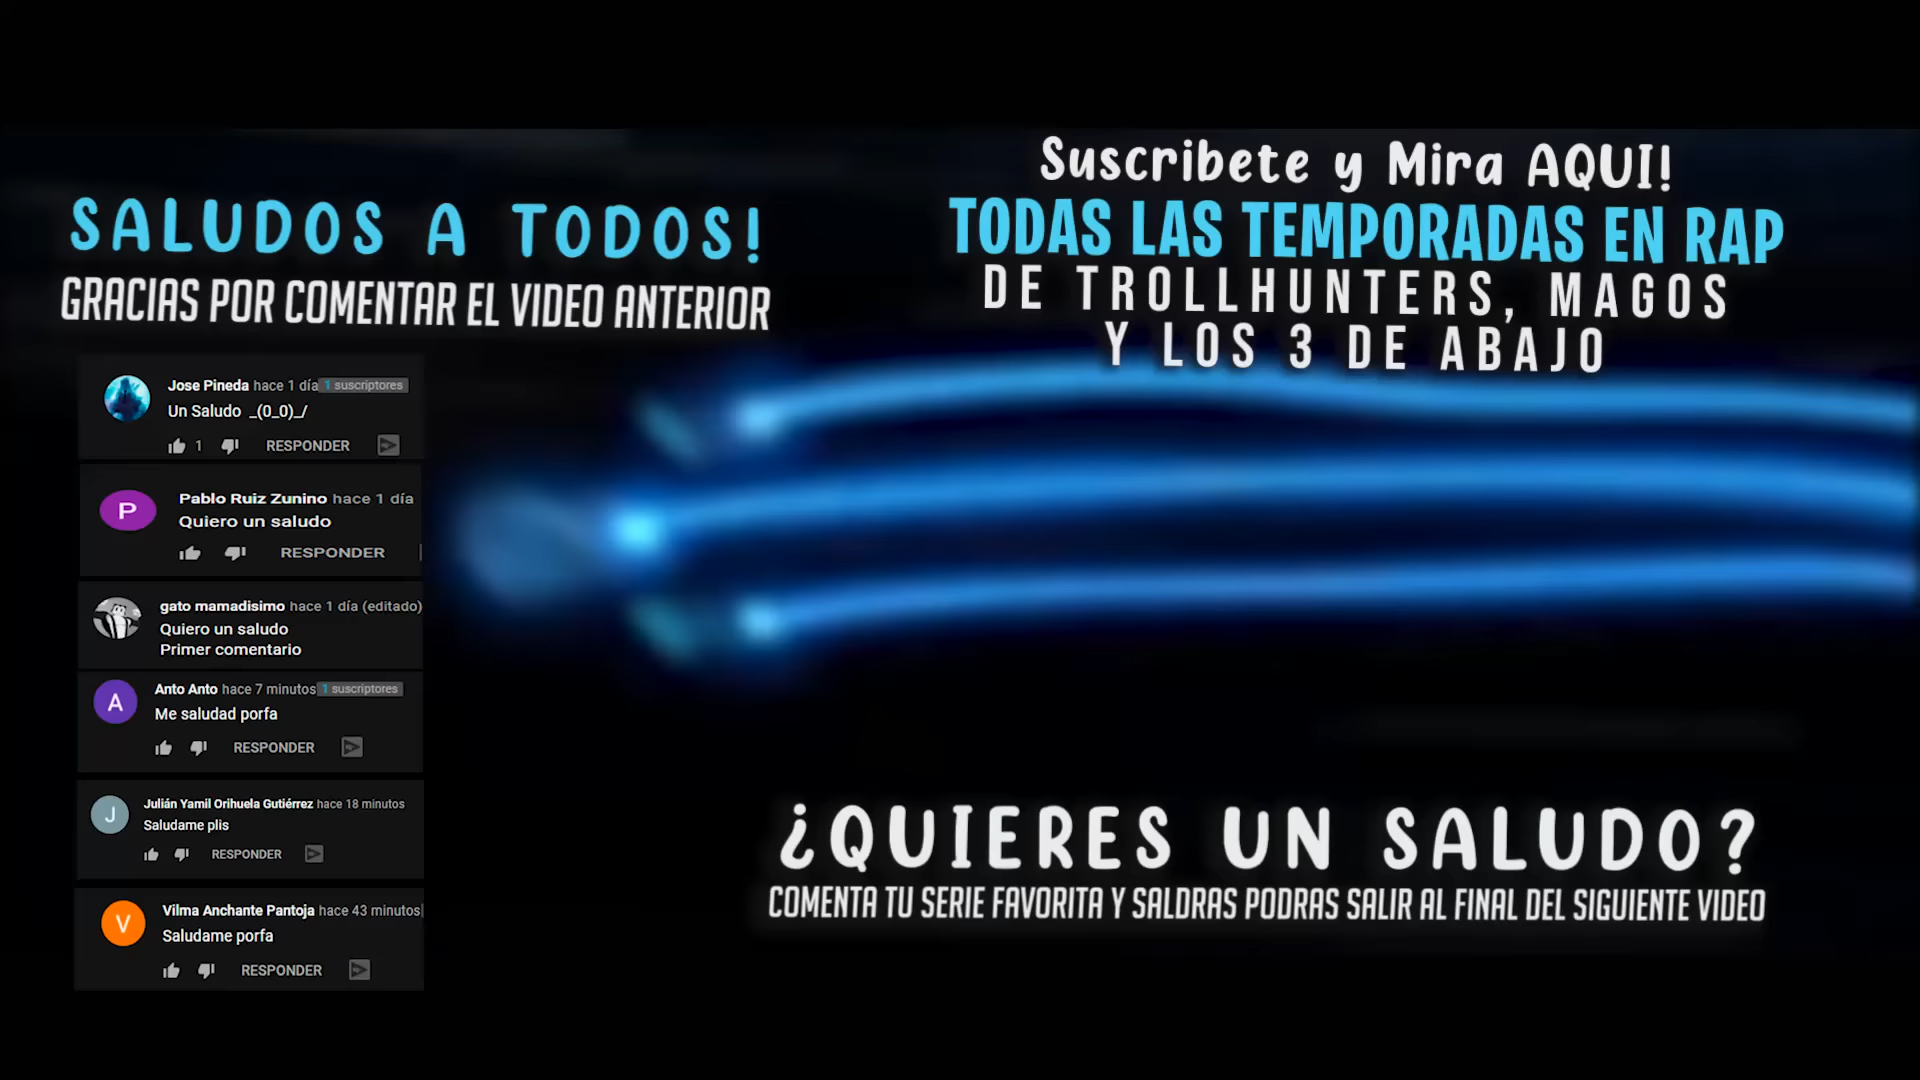 SALUDOS A TODOS!
GRACIAS POR COMENTAR EL VIDEO ANTERIOR
Jose Pineda hace 1 día 1 suscriptores
Un Saludo _(0_0)_/
1 RESPONDER
P
Pablo Ruiz Zunino hace 1 día
Quiero un saludo
RESPONDER
gato mamadisimo hace 1 día (editado)
Quiero un saludo
Primer comentario
A
Anto Anto hace 7 minutos 1 suscriptores
Me saludad porfa
RESPONDER
J
Julián Yamil Orihuela Gutiérrez hace 18 minutos
Saludame plis
RESPONDER
V
Vilma Anchante Pantoja hace 43 minutos
Saludame porfa
RESPONDER
Suscribete y Mira AQUI!
TODAS LAS TEMPORADAS EN RAP
DE TROLLHUNTERS, MAGOS
Y LOS 3 DE ABAJO
¿QUIERES UN SALUDO?
COMENTA TU SERIE FAVORITA Y SALDRAS PODRAS SALIR AL FINAL DEL SIGUIENTE VIDEO